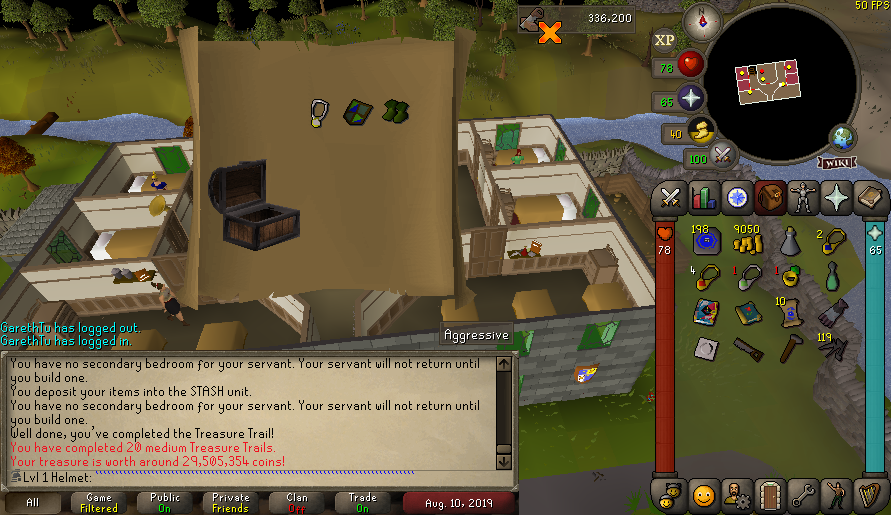 50 FPS
336,200
XP
78
65
40
100
WIKI
198
9050
2
78
65
4
1
1
10
119
GarethTu has logged out.
GarethTu has logged in.
Aggressive
You have no secondary bedroom for your servant. Your servant will not return until
you build one.
You deposit your items into the STASH unit.
You have no secondary bedroom for your servant. Your servant will not return until
you build one.
Well done, you've completed the Treasure Trail!
You have completed 20 medium Treasure Trails.
Your treasure is worth around 29,505,354 coins!
Lvl 1 Helmet:
All
Game
Filtered
Public
On
Private
Friends
Clan
Off
Trade
On
Aug. 10, 2019